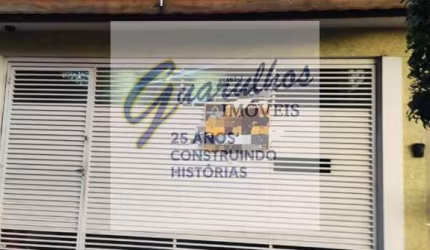 Guarulhos
IMÓVEIS
25 ANOS
CONSTRUINDO
HISTÓRIAS